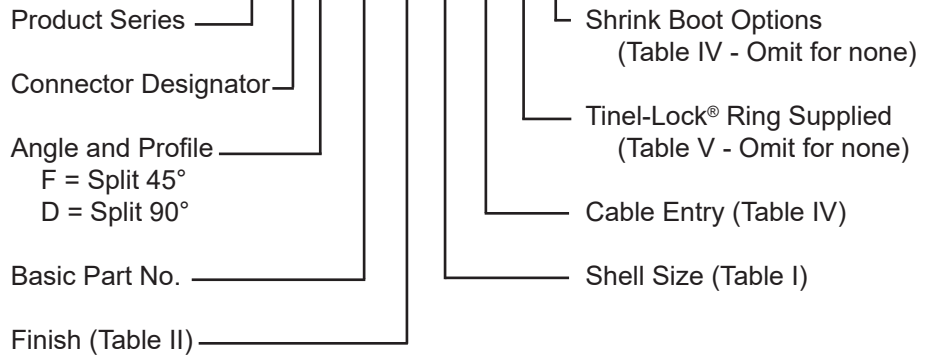 Product Series
Connector Designator
Angle and Profile
F = Split 45°
D = Split 90°
Basic Part No.
Finish (Table II)
Shrink Boot Options
(Table IV - Omit for none)
Tinel-Lock® Ring Supplied
(Table V - Omit for none)
Cable Entry (Table IV)
Shell Size (Table I)